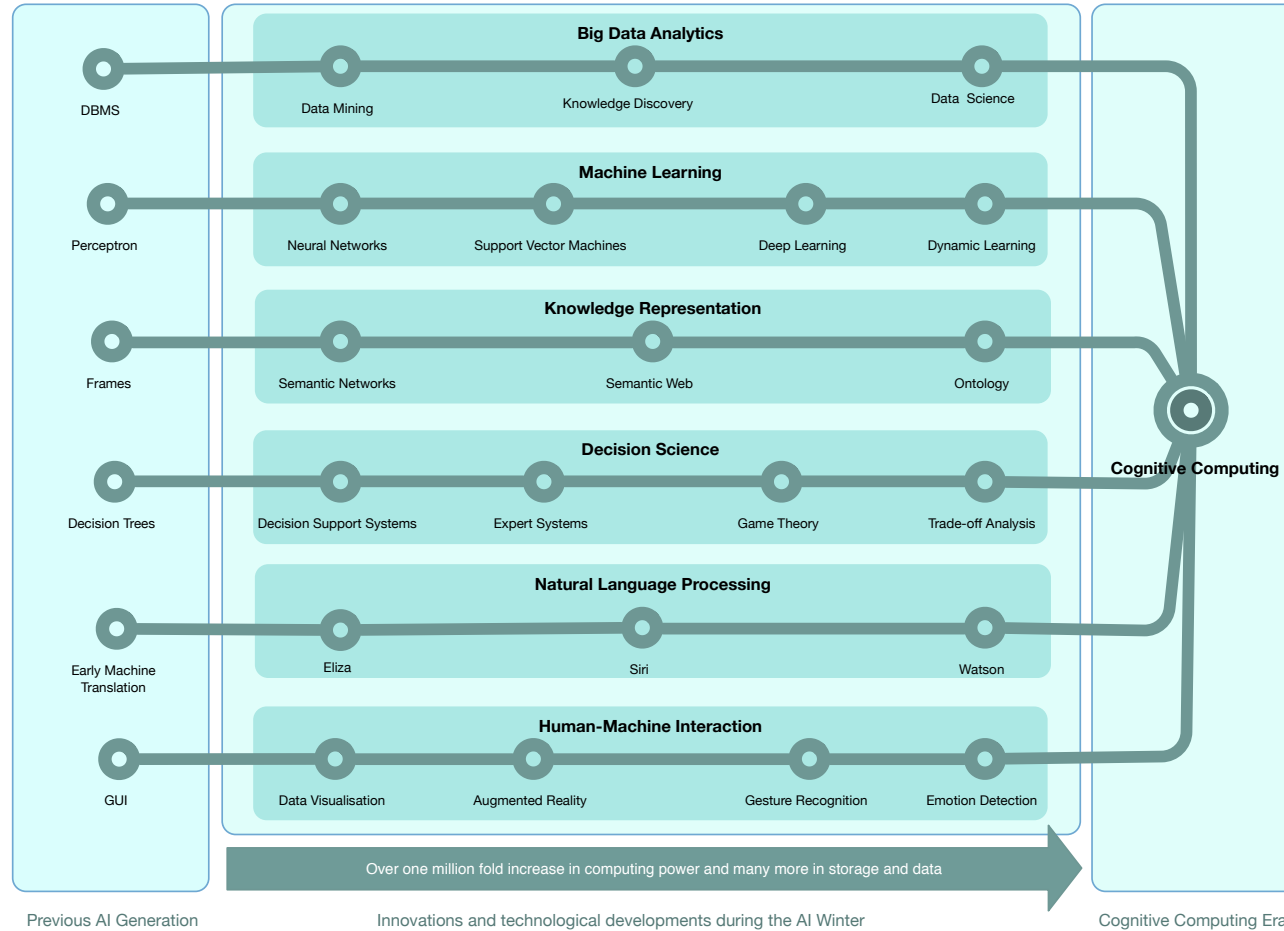 Big Data Analytics
DBMS
Data Mining
Knowledge Discovery
Data Science
Machine Learning
Perceptron
Neural Networks
Support Vector Machines
Deep Learning
Dynamic Learning
Knowledge Representation
Frames
Semantic Networks
Semantic Web
Ontology
Decision Science
Cognitive Computing
Decision Trees
Decision Support Systems
Expert Systems
Game Theory
Trade-off Analysis
Natural Language Processing
Early Machine
Translation
Eliza
Siri
Watson
Human-Machine Interaction
GUI
Data Visualisation
Augmented Reality
Gesture Recognition
Emotion Detection
Over one million fold increase in computing power and many more in storage and data
Previous AI Generation
Innovations and technological developments during the AI Winter
Cognitive Computing Era